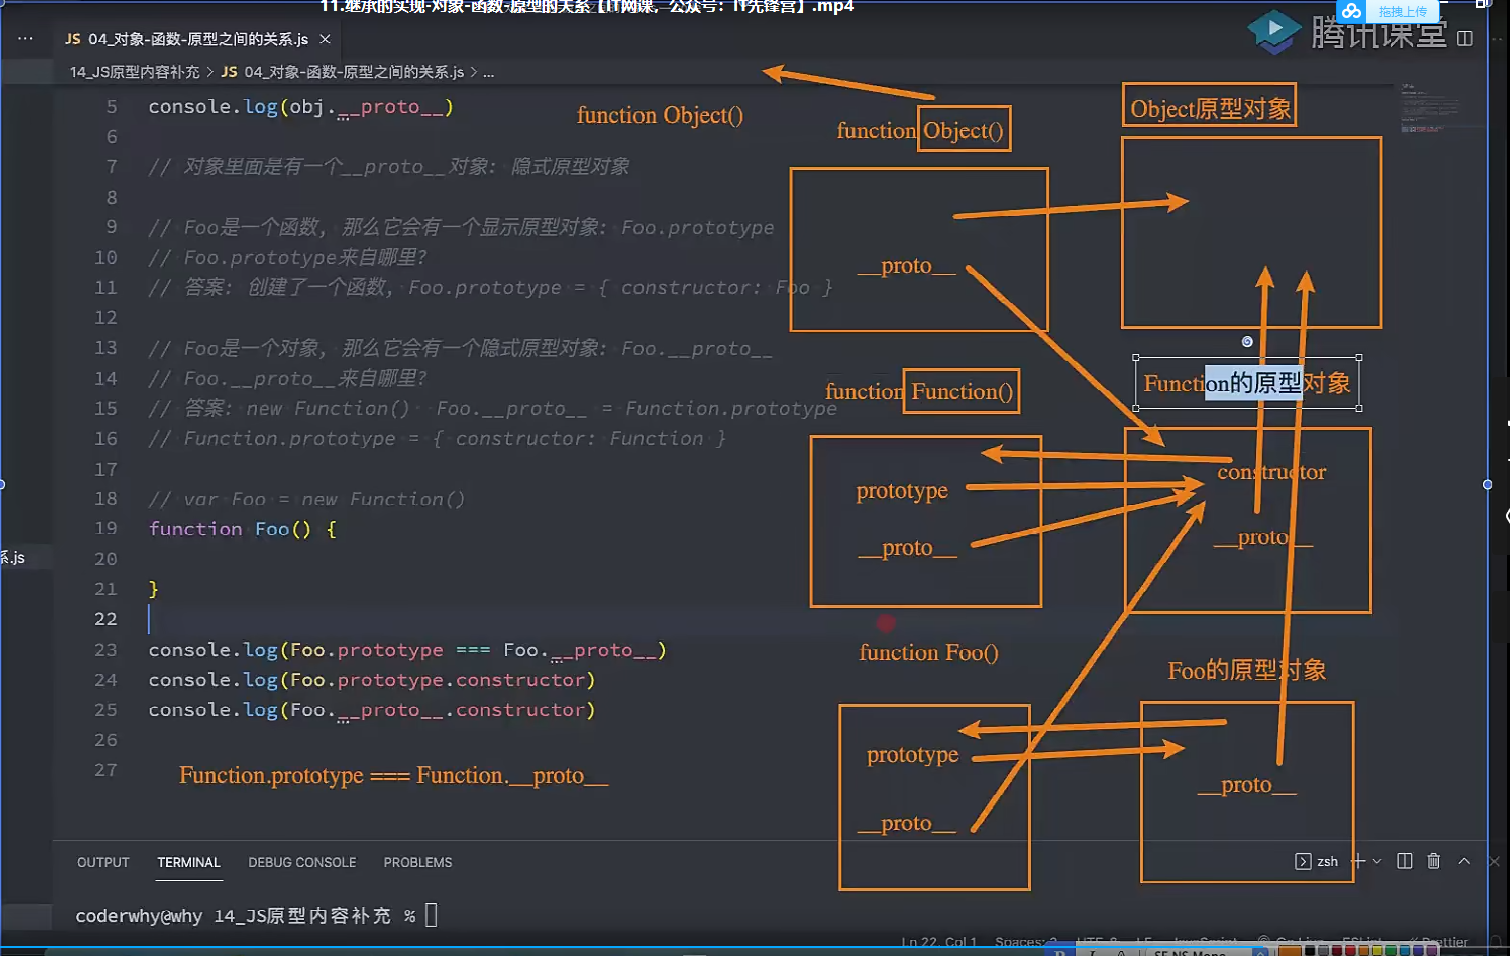 11.继承的实现-对象-函数-原型的关系【IT网课，公众号：IT先锋营】.mp4
拖拽上传
腾讯课堂
JS 04_对象-函数-原型之间的关系.js ×
14_JS原型内容补充 > JS 04_对象-函数-原型之间的关系.js > ...
5 console.log(obj.__proto__)
6
7 // 对象里面是有一个__proto__对象: 隐式原型对象
8
9 // Foo是一个函数, 那么它会有一个显示原型对象: Foo.prototype
10 // Foo.prototype来自哪里?
11 // 答案: 创建了一个函数, Foo.prototype = { constructor: Foo }
12
13 // Foo是一个对象, 那么它会有一个隐式原型对象: Foo.__proto__
14 // Foo.__proto__来自哪里?
15 // 答案: new Function() Foo.__proto__ = Function.prototype
16 // Function.prototype = { constructor: Function }
17
18 // var Foo = new Function()
19 function Foo() {
20
21 }
22
23 console.log(Foo.prototype === Foo.__proto__)
24 console.log(Foo.prototype.constructor)
25 console.log(Foo.__proto__.constructor)
26
27
Function.prototype === Function.__proto__
系.js
function Object()
function Object()
Object原型对象
__proto__
function Function()
Function的原型对象
prototype
__proto__
constructor
__proto__
function Foo()
Foo的原型对象
prototype
__proto__
__proto__
OUTPUT TERMINAL DEBUG CONSOLE PROBLEMS
zsh
coderwhy@why 14_JS原型内容补充 %
Ln 22, Col 1
Prettier